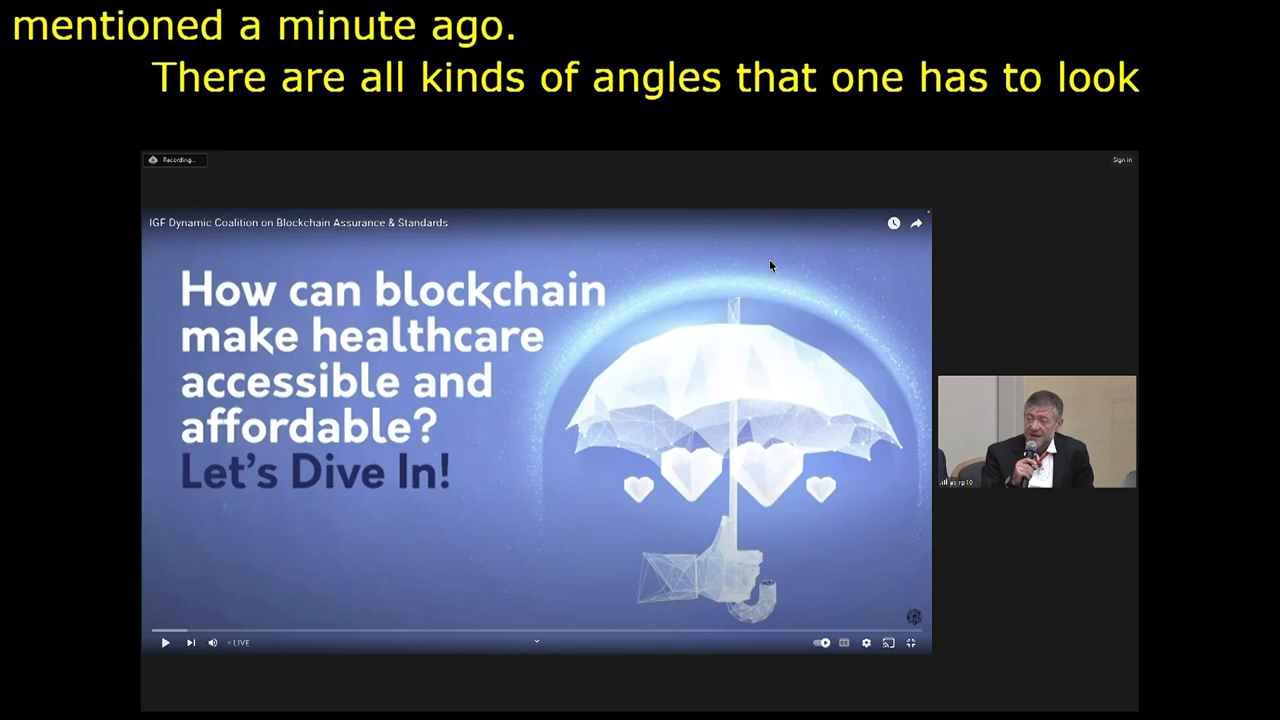 mentioned a minute ago.
There are all kinds of angles that one has to look
Recording...
Sign in
IGF Dynamic Coalition on Blockchain Assurance & Standards
How can blockchain
make healthcare
accessible and
affordable?
Let's Dive In!
LIVE